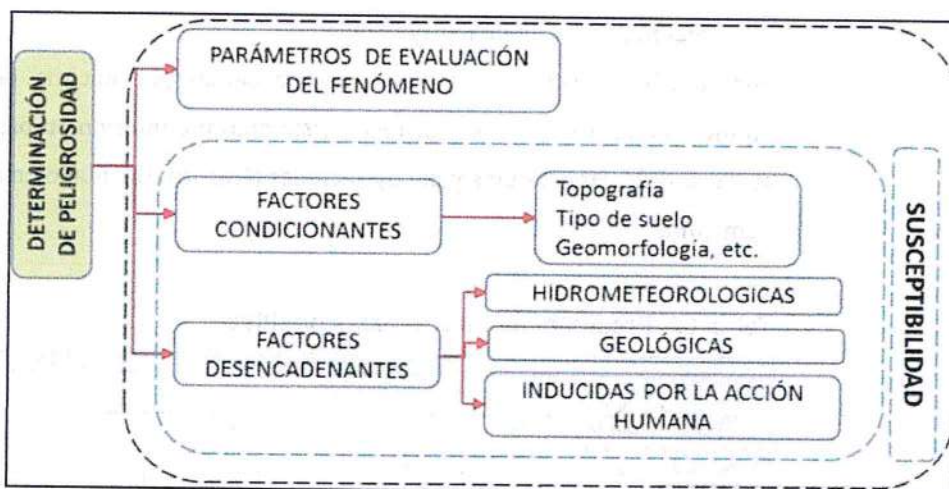 DETERMINACIÓN
DE PELIGROSIDAD
PARÁMETROS DE EVALUACIÓN
DEL FENÓMENO
FACTORES
CONDICIONANTES
Topografía
Tipo de suelo
Geomorfología, etc.
FACTORES
DESENCADENANTES
HIDROMETEOROLOGICAS
GEOLÓGICAS
INDUCIDAS POR LA ACCIÓN
HUMANA
SUSCEPTIBILIDAD